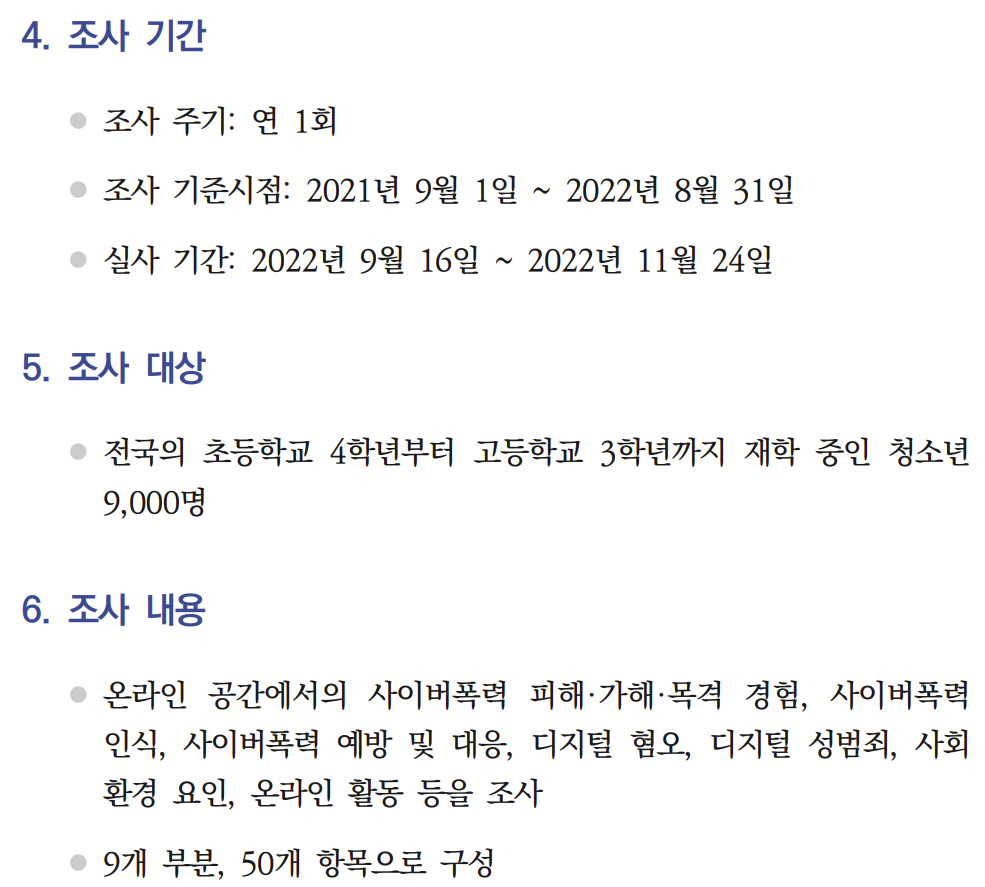 4. 조사 기간
● 조사 주기: 연 1회
● 조사 기준시점: 2021년 9월 1일 ~ 2022년 8월 31일
● 실사 기간: 2022년 9월 16일 ~ 2022년 11월 24일
5. 조사 대상
● 전국의 초등학교 4학년부터 고등학교 3학년까지 재학 중인 청소년
9,000명
6. 조사 내용
● 온라인 공간에서의 사이버폭력 피해·가해·목격 경험, 사이버폭력
인식, 사이버폭력 예방 및 대응, 디지털 혐오, 디지털 성범죄, 사회
환경 요인, 온라인 활동 등을 조사
● 9개 부분, 50개 항목으로 구성